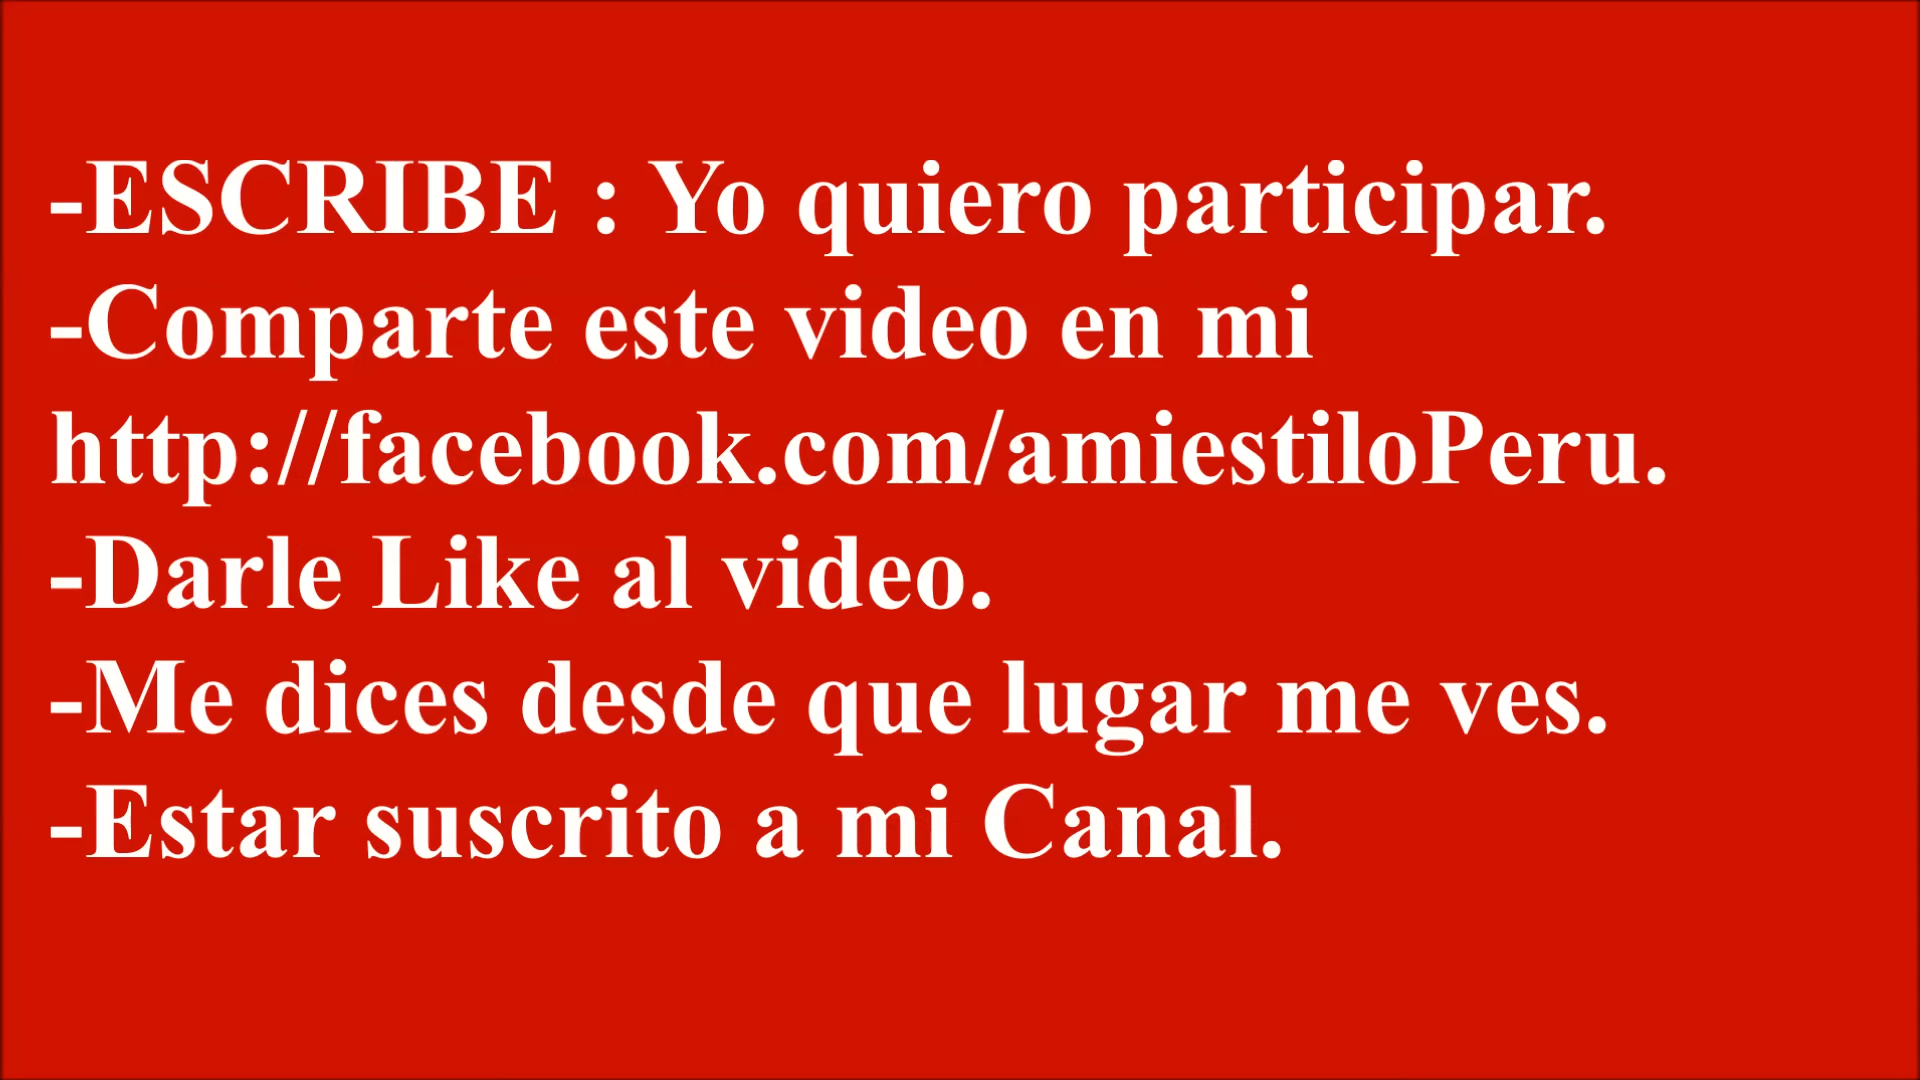 -ESCRIBE : Yo quiero participar.
-Comparte este video en mi
http://facebook.com/amiestiloPeru.
-Darle Like al video.
-Me dices desde que lugar me ves.
-Estar suscrito a mi Canal.